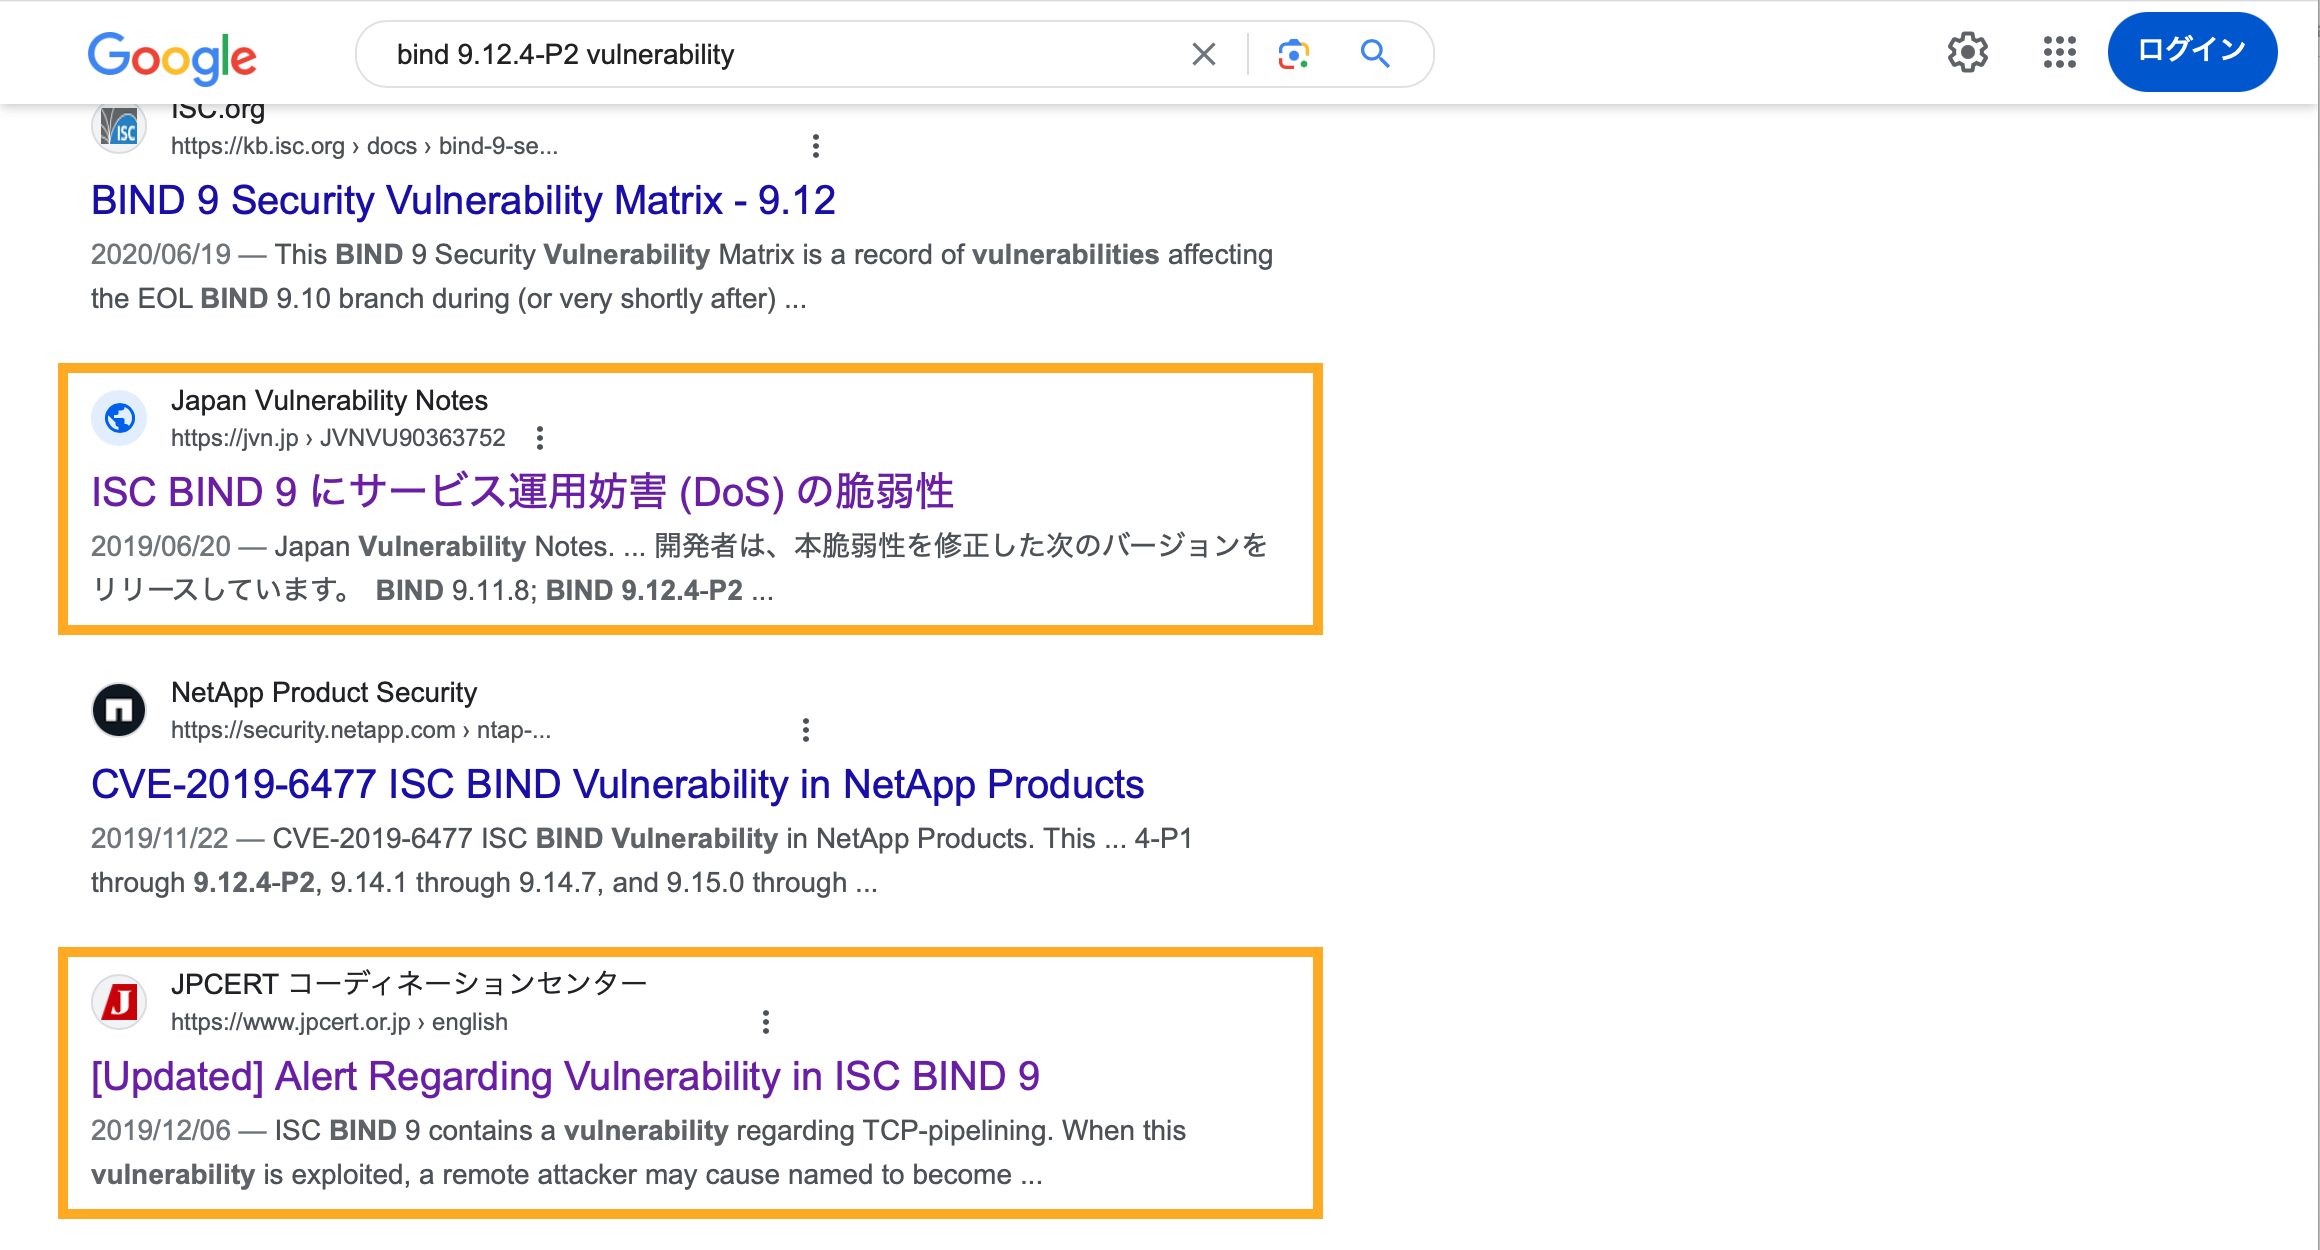 Google
bind 9.12.4-P2 vulnerability
ログイン
ISC
ISC.org
https://kb.isc.org › docs › bind-9-se...
BIND 9 Security Vulnerability Matrix - 9.12
2020/06/19 — This BIND 9 Security Vulnerability Matrix is a record of vulnerabilities affecting
the EOL BIND 9.10 branch during (or very shortly after) ...
Japan Vulnerability Notes
https://jvn.jp › JVNVU90363752
ISC BIND 9 にサービス運用妨害 (DoS) の脆弱性
2019/06/20 — Japan Vulnerability Notes. ... 開発者は、本脆弱性を修正した次のバージョンを
リリースしています。 BIND 9.11.8; BIND 9.12.4-P2 ...
NetApp Product Security
https://security.netapp.com › ntap-...
CVE-2019-6477 ISC BIND Vulnerability in NetApp Products
2019/11/22 — CVE-2019-6477 ISC BIND Vulnerability in NetApp Products. This ... 4-P1
through 9.12.4-P2, 9.14.1 through 9.14.7, and 9.15.0 through ...
J
JPCERT コーディネーションセンター
https://www.jpcert.or.jp › english
[Updated] Alert Regarding Vulnerability in ISC BIND 9
2019/12/06 — ISC BIND 9 contains a vulnerability regarding TCP-pipelining. When this
vulnerability is exploited, a remote attacker may cause named to become ...